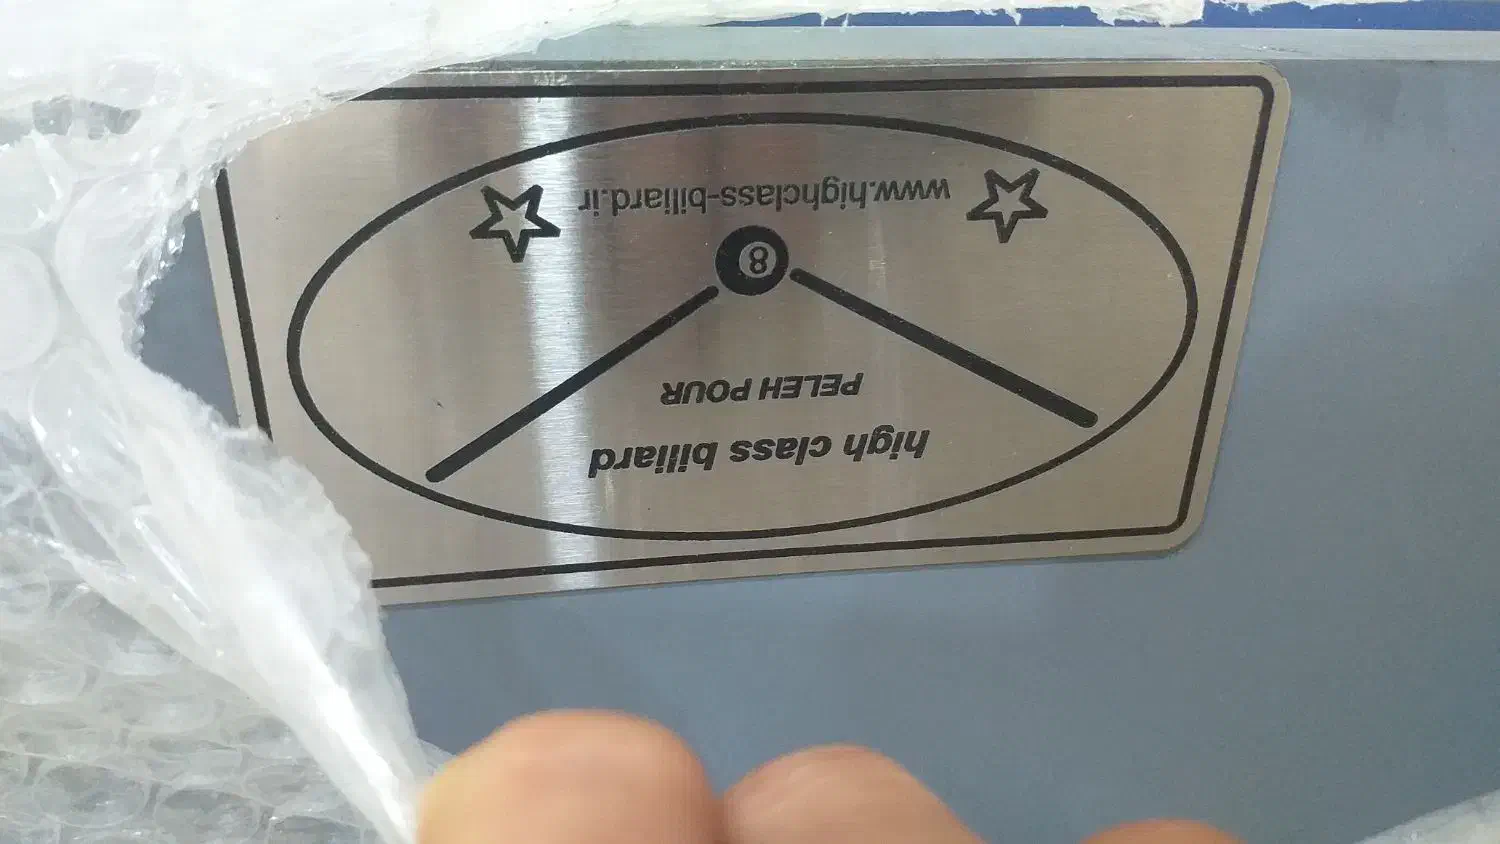 high class biliard
PELEH POUR
8
www.highclass-biliard.ir